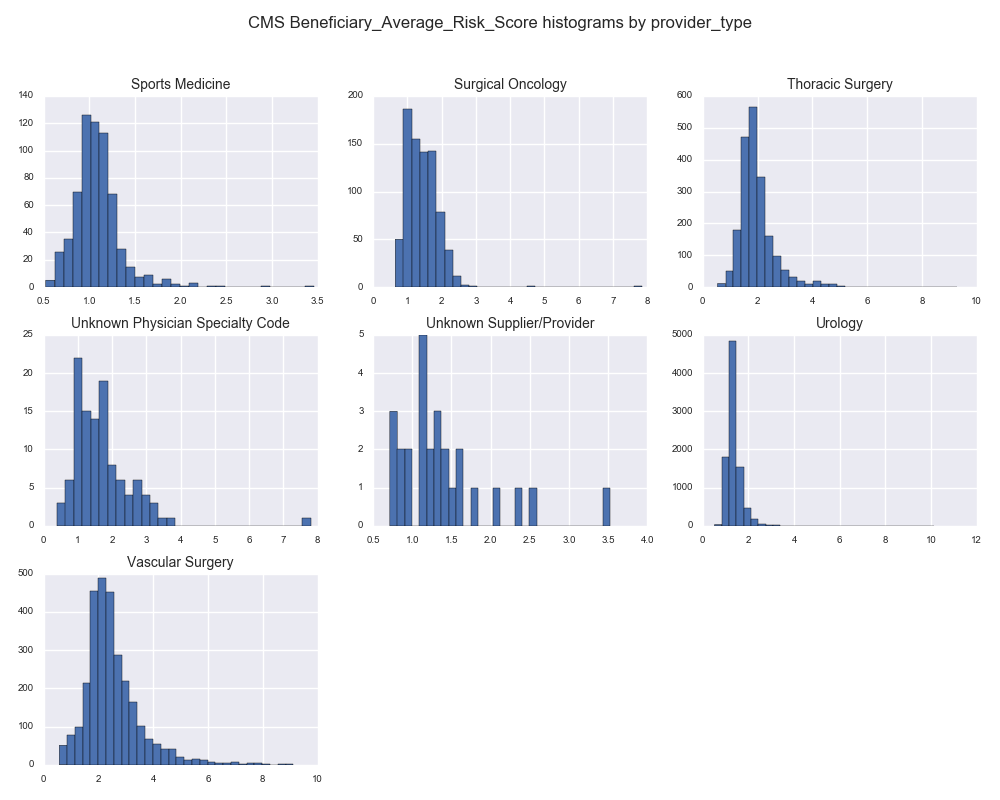 CMS Beneficiary_Average_Risk_Score histograms by provider_type
Sports Medicine
140
120
100
80
60
40
20
0
0.5 1.0 1.5 2.0 2.5 3.0 3.5
Surgical Oncology
200
150
100
50
0
0 1 2 3 4 5 6 7 8
Thoracic Surgery
600
500
400
300
200
100
0
0 2 4 6 8 10
Unknown Physician Specialty Code
25
20
15
10
5
0
0 1 2 3 4 5 6 7 8
Unknown Supplier/Provider
5
4
3
2
1
0
0.5 1.0 1.5 2.0 2.5 3.0 3.5 4.0
Urology
5000
4000
3000
2000
1000
0
0 2 4 6 8 10 12
Vascular Surgery
500
400
300
200
100
0
0 2 4 6 8 10